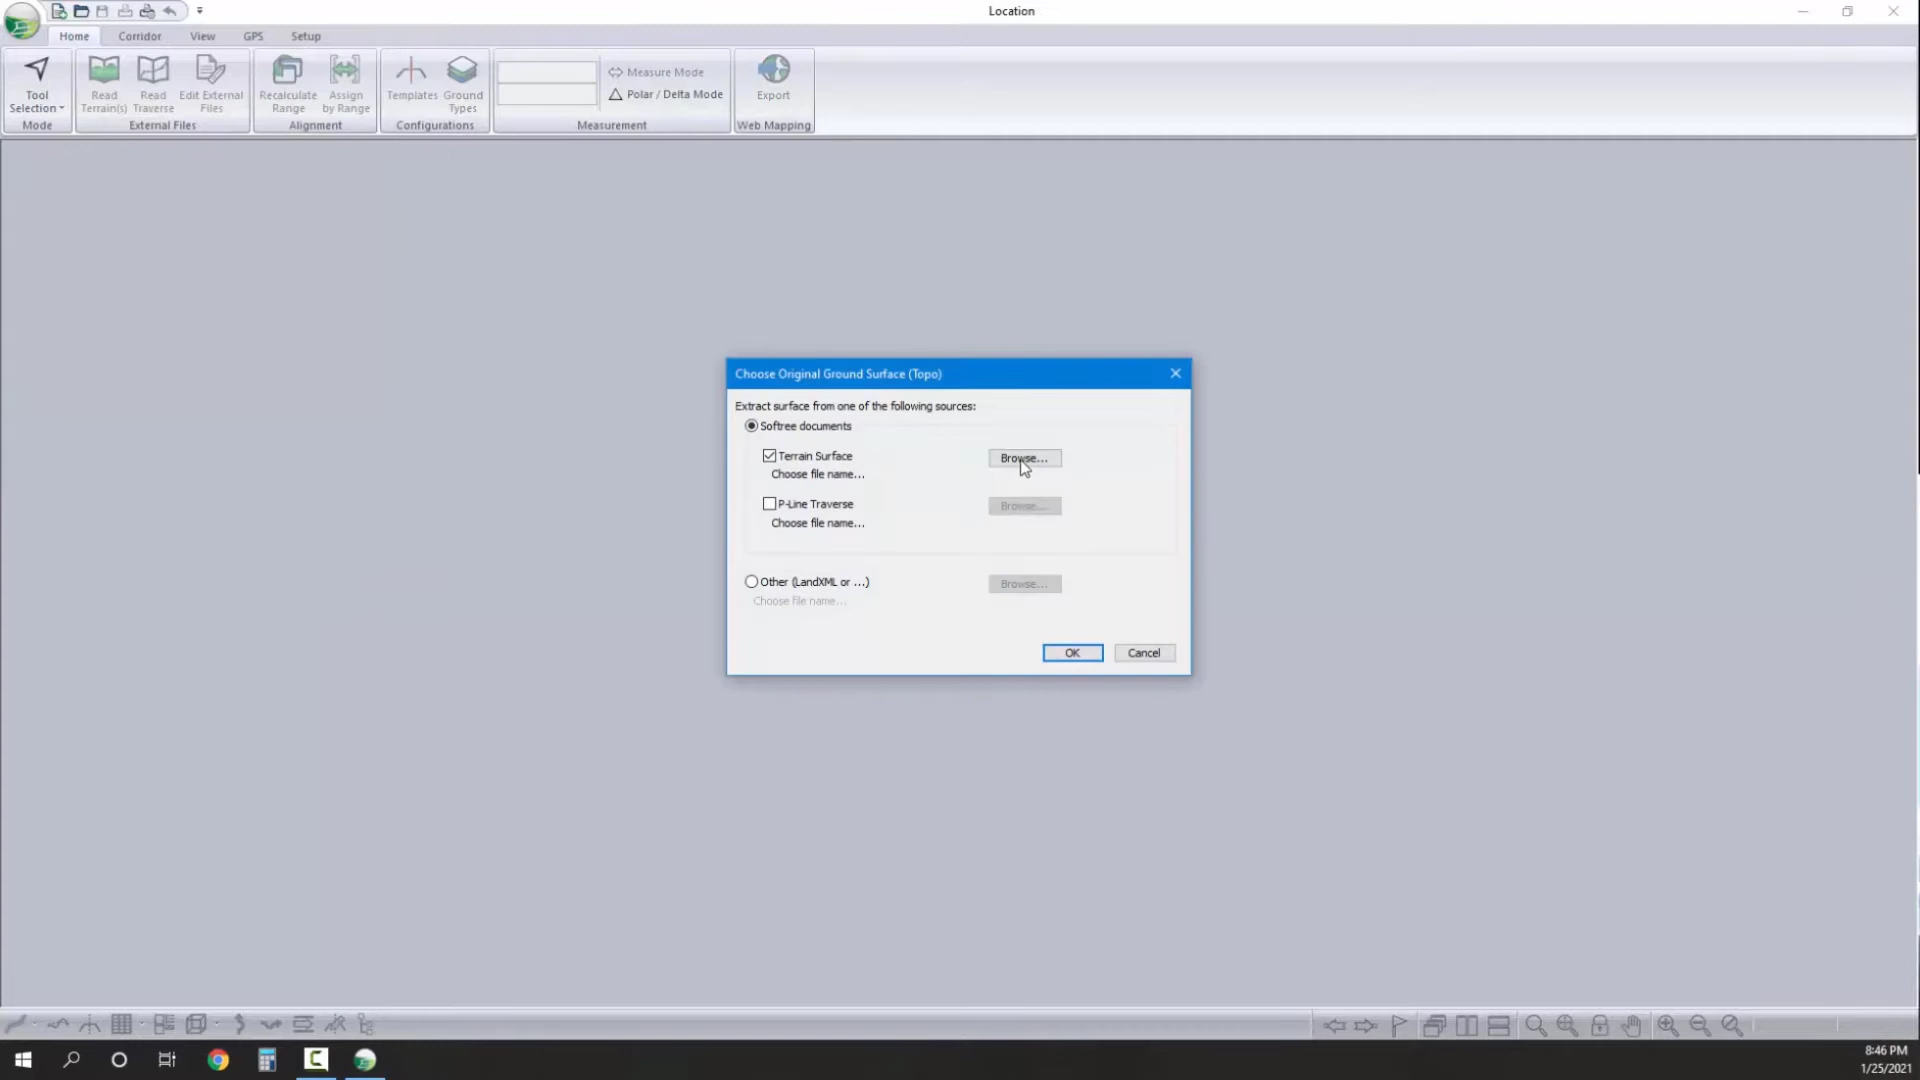 Location
Home Corridor View GPS Setup
Tool Selection
Read Terrain(s)
Read Traverse
Edit External Files
Recalculate Range
Assign by Range
Templates
Ground Types
Measure Mode
Polar / Delta Mode
Export
Mode
External Files
Alignment
Configurations
Measurement
Web Mapping
Choose Original Ground Surface (Topo)
Extract surface from one of the following sources:
Softree documents
Terrain Surface Browse...
Choose file name...
P-Line Traverse Browse...
Choose file name...
Other (LandXML or ...) Browse...
Choose file name...
OK Cancel
8:46 PM
1/25/2021